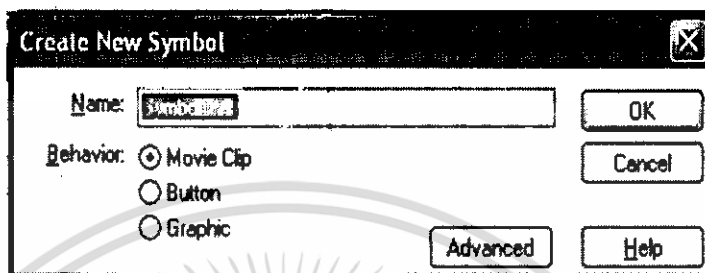 Create New Symbol
Name:
OK
Behavior: Movie Clip
Cancel
Button
Graphic
Advanced
Help